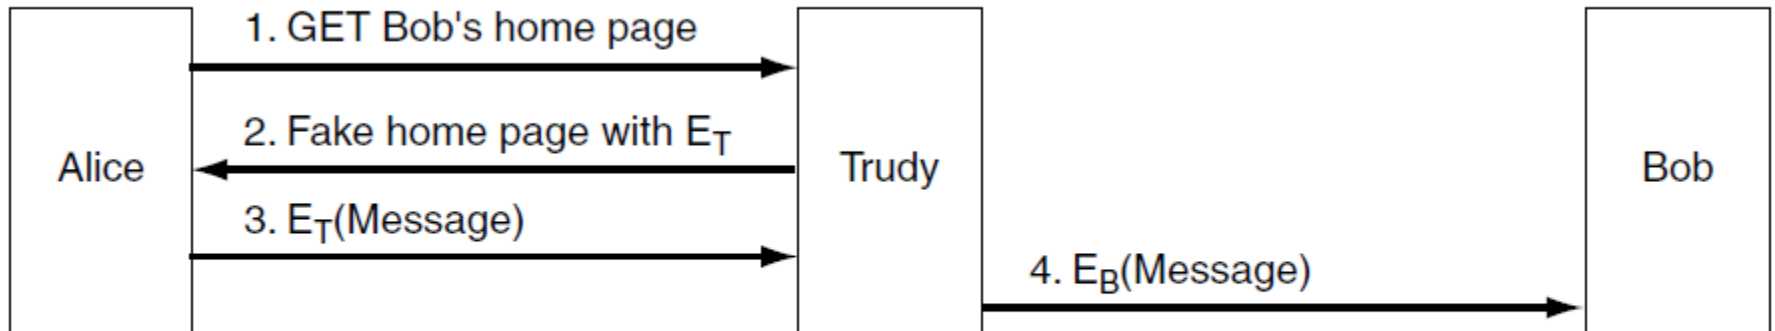 1. GET Bob's home page
2. Fake home page with E_T
Alice
Trudy
Bob
3. E_T(Message)
4. E_B(Message)